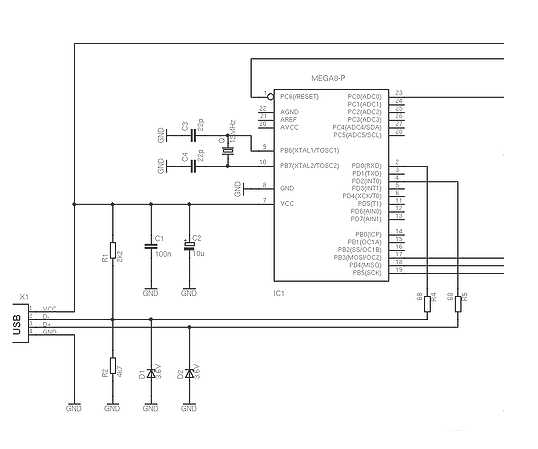 MEGA8-P
1 PC6(/RESET)
22 AGND
21 AREF
20 AVCC
9 PB6(XTAL1/TOSC1)
10 PB7(XTAL2/TOSC2)
8 GND
7 VCC
PC0(ADC0) 23
PC1(ADC1) 24
PC2(ADC2) 25
PC3(ADC3) 26
PC4(ADC4/SDA) 27
PC5(ADC5/SCL) 28
PD0(RXD) 2
PD1(TXD) 3
PD2(INT0) 4
PD3(INT1) 5
PD4(XCK/T0) 6
PD5(T1) 11
PD6(AIN0) 12
PD7(AIN1) 13
PB0(ICP) 14
PB1(OC1A) 15
PB2(SS/OC1B) 16
PB3(MOSI/OC2) 17
PB4(MISO) 18
PB5(SCK) 19
IC1
GND
C3
22p
GND
C4
22p
Q
GND
R1
2k2
C1
100n
GND
C2
10u
GND
X1
USB
1 VCC
2 D-
3 D+
4 GND
R2
4k7
D1
3.6V
D2
3.6V
68
R4
68
R5
GND
GND
GND
GND